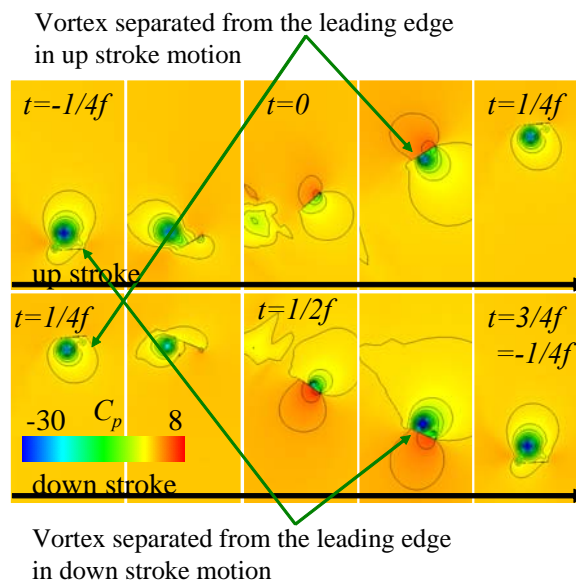 Vortex separated from the leading edge
in up stroke motion
t=-1/4f
t=0
t=1/4f
up stroke
t=1/4f
t=1/2f
t=3/4f
=-1/4f
-30 Cp 8
down stroke
Vortex separated from the leading edge
in down stroke motion